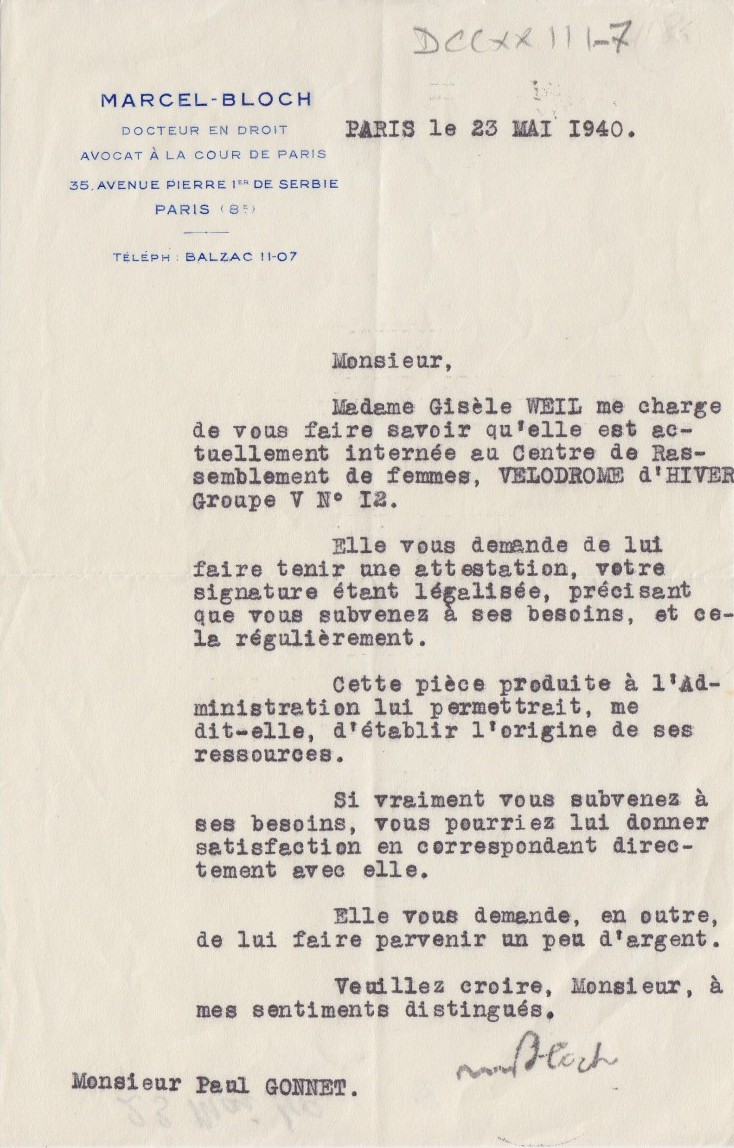 DCCXXIII-7
MARCEL-BLOCH
DOCTEUR EN DROIT
AVOCAT À LA COUR DE PARIS
35, AVENUE PIERRE 1ER DE SERBIE
PARIS (8E)
TÉLÉPH : BALZAC 11-07
PARIS le 23 MAI I940.
Monsieur,
Madame Gisèle WEIL me charge
de vous faire savoir qu'elle est ac-
tuellement internée au Centre de Ras-
semblement de femmes, VELODROME d'HIVER
Groupe V N° I2.
Elle vous demande de lui
faire tenir une attestation, votre
signature étant légalisée, précisant
que vous subvenez à ses besoins, et ce-
la régulièrement.
Cette pièce produite à l'Ad-
ministration lui permettrait, me
dit-elle, d'établir l'origine de ses
ressources.
Si vraiment vous subvenez à
ses besoins, vous pourriez lui donner
satisfaction en correspondant direc-
tement avec elle.
Elle vous demande, en outre,
de lui faire parvenir un peu d'argent.
Veuillez croire, Monsieur, à
mes sentiments distingués.
Bloch
Monsieur Paul GONNET.